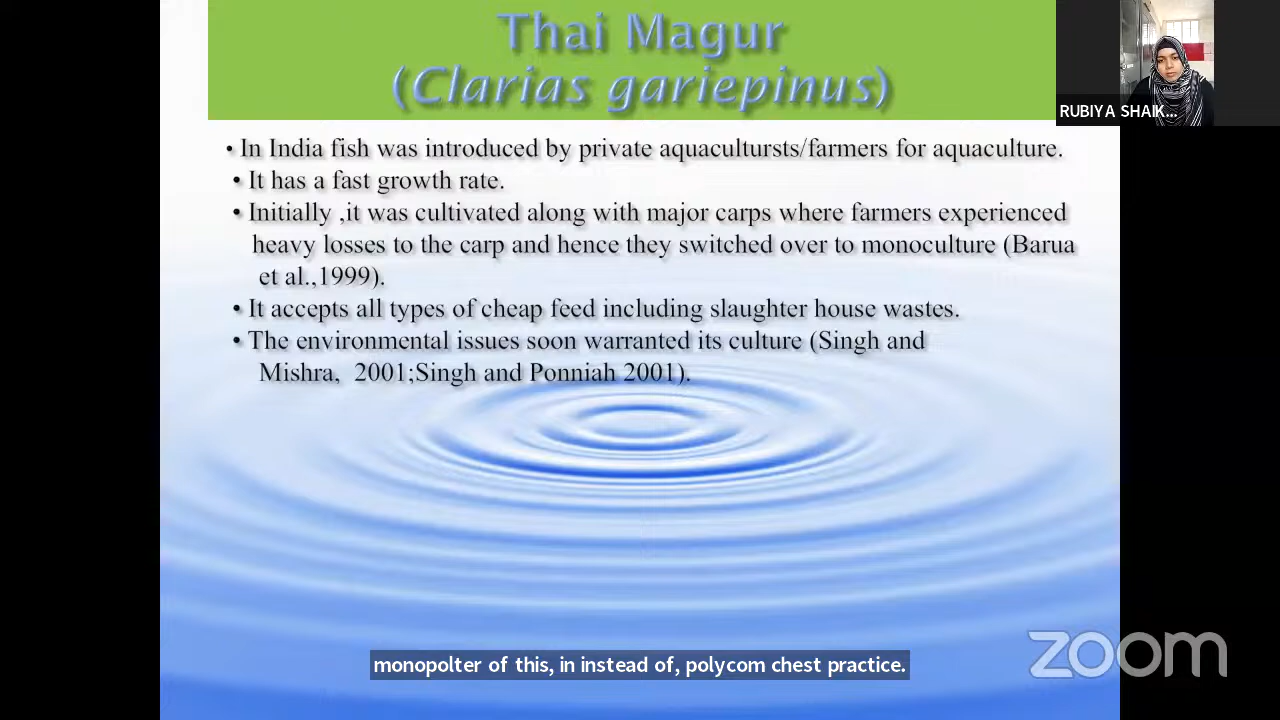 Thai Magur
(Clarias gariepinus)
RUBIYA SHAIK...
• In India fish was introduced by private aquacultursts/farmers for aquaculture.
• It has a fast growth rate.
• Initially ,it was cultivated along with major carps where farmers experienced
heavy losses to the carp and hence they switched over to monoculture (Barua
et al.,1999).
• It accepts all types of cheap feed including slaughter house wastes.
• The environmental issues soon warranted its culture (Singh and
Mishra, 2001;Singh and Ponniah 2001).
monopolter of this, in instead of, polycom chest practice.
zoom